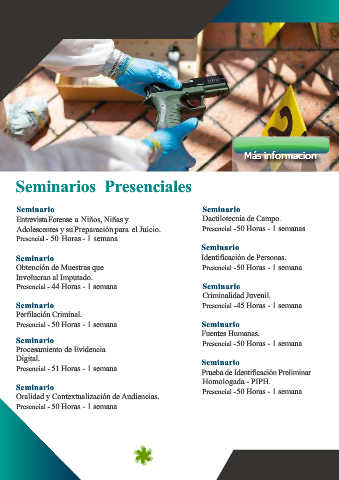 2
Más informacion
Seminarios Presenciales
Seminario
Entrevista Forense a Niños, Niñas y
Adolescentes y su Preparación para el Juicio.
Presencial - 50 Horas - 1 semana
Seminario
Obtención de Muestras que
Involucran al Imputado.
Presencial - 44 Horas - 1 semana
Seminario
Perfilación Criminal.
Presencial - 50 Horas - 1 semana
Seminario
Procesamiento de Evidencia
Digital.
Presencial - 51 Horas - 1 semana
Seminario
Oralidad y Contextualización de Audiencias.
Presencial - 50 Horas - 1 semana
Seminario
Dactilotecnia de Campo.
Presencial - 50 Horas - 1 semanas
Seminario
Identificación de Personas.
Presencial - 50 Horas - 1 semana
Seminario
Criminalidad Juvenil.
Presencial - 45 Horas - 1 semana
Seminario
Fuentes Humanas.
Presencial - 50 Horas - 1 semana
Seminario
Prueba de Identificación Preliminar
Homologada - PIPH.
Presencial - 50 Horas - 1 semana